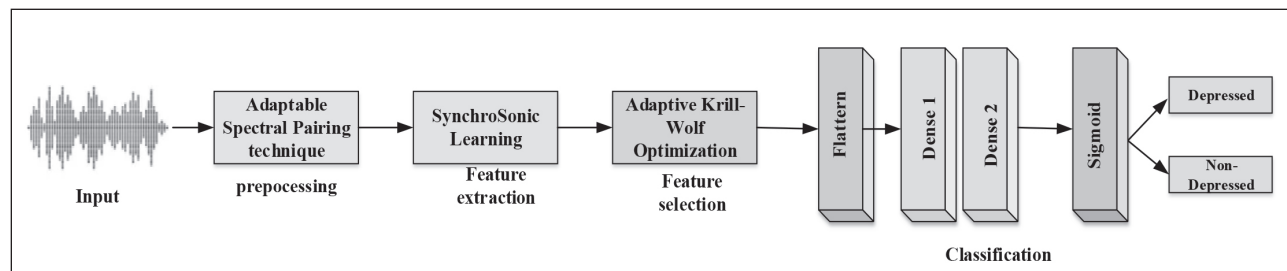 Input
Adaptable
Spectral Pairing
technique
prepocessing
SynchroSonic
Learning
Feature
extraction
Adaptive Krill-
Wolf
Optimization
Feature
selection
Flattern
Dense 1
Dense 2
Sigmoid
Classification
Depressed
Non-
Depressed